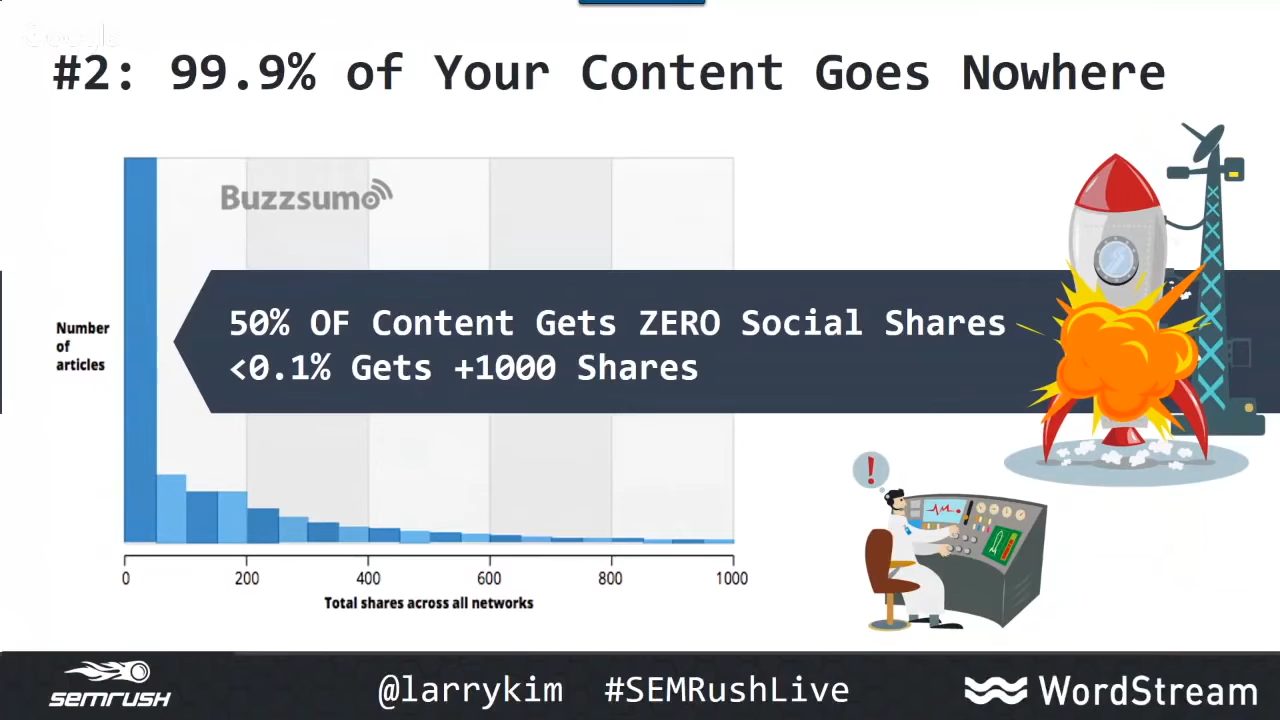 Google
#2: 99.9% of Your Content Goes Nowhere
Buzzsumo
50% OF Content Gets ZERO Social Shares
<0.1% Gets +1000 Shares
Number
of
articles
0 200 400 600 800 1000
Total shares across all networks
!
SEMRUSH
@larrykim #SEMRushLive
WordStream